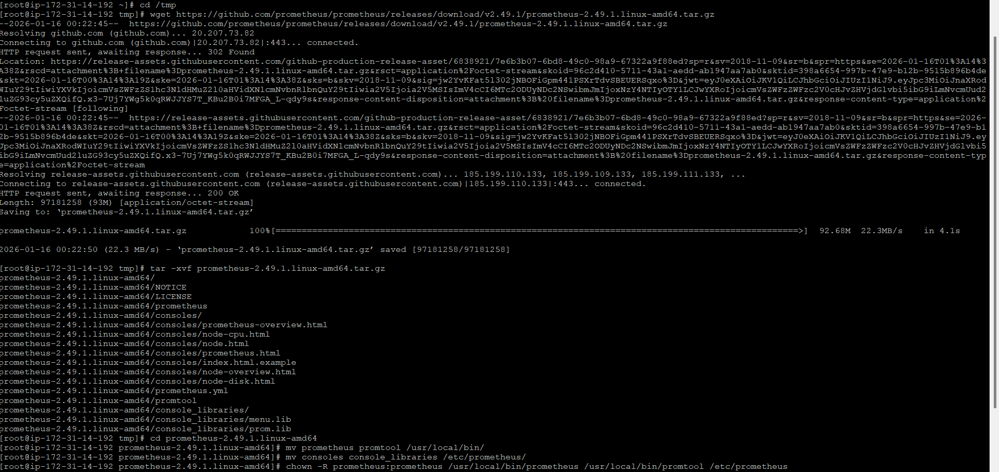 [root@ip-172-31-14-192 ~]# cd /tmp
[root@ip-172-31-14-192 tmp]# wget https://github.com/prometheus/prometheus/releases/download/v2.49.1/prometheus-2.49.1.linux-amd64.tar.gz
--2026-01-16 00:22:45--  https://github.com/prometheus/prometheus/releases/download/v2.49.1/prometheus-2.49.1.linux-amd64.tar.gz
Resolving github.com (github.com)... 20.207.73.82
Connecting to github.com (github.com)|20.207.73.82|:443... connected.
HTTP request sent, awaiting response... 302 Found
Location: https://release-assets.githubusercontent.com/github-production-release-asset/6838921/7e6b3b07-6bd8-49c0-98a9-67322a9f88ed?sp=r&sv=2018-11-09&sr=b&spr=https&se=2026-01-16T01%3A14%3
A38Z&rscd=attachment%3B+filename%3Dprometheus-2.49.1.linux-amd64.tar.gz&rsct=application%2Foctet-stream&skoid=96c2d410-5711-43a1-aedd-ab1947aa7ab0&sktid=398a6654-997b-47e9-b12b-9515b896b4de
&skt=2026-01-16T00%3A14%3A19Z&ske=2026-01-16T01%3A14%3A38Z&sks=b&skv=2018-11-09&sig=jw2YvKFat5l302jNBOFiGpm441PSXrTdvSBEUERSqxo%3D&jwt=eyJ0eXAiOiJKV1QiLCJhbGciOiJIUzI1NiJ9.eyJpc3MiOiJnaXRod
WIuY29tIiwiYXVkIjoicmVsZWFzZS1hc3NldHMuZ2l0aHVidXNlcmNvbnRlbnQuY29tIiwia2V5Ijoia2V5MSIsImV4cCI6MTc2ODUyNDc2NSwibmJmIjoxNzY4NTIyOTY1LCJwYXRoIjoicmVsZWFzZWFzc2V0cHJvZHVjdGlvbi5ibG9iLmNvcmUud2
luZG93cy5uZXQifQ.x3-7Uj7YWg5k0qRWJJYS7T_KBu2B0i7MFGA_L-qdy9s&response-content-disposition=attachment%3B%20filename%3Dprometheus-2.49.1.linux-amd64.tar.gz&response-content-type=application%2
Foctet-stream [following]
--2026-01-16 00:22:45--  https://release-assets.githubusercontent.com/github-production-release-asset/6838921/7e6b3b07-6bd8-49c0-98a9-67322a9f88ed?sp=r&sv=2018-11-09&sr=b&spr=https&se=2026-
01-16T01%3A14%3A38Z&rscd=attachment%3B+filename%3Dprometheus-2.49.1.linux-amd64.tar.gz&rsct=application%2Foctet-stream&skoid=96c2d410-5711-43a1-aedd-ab1947aa7ab0&sktid=398a6654-997b-47e9-b1
2b-9515b896b4de&skt=2026-01-16T00%3A14%3A19Z&ske=2026-01-16T01%3A14%3A38Z&sks=b&skv=2018-11-09&sig=jw2YvKFat5l302jNBOFiGpm441PSXrTdvSBEUERSqxo%3D&jwt=eyJ0eXAiOiJKV1QiLCJhbGciOiJIUzI1NiJ9.ey
Jpc3MiOiJnaXRodWIuY29tIiwiYXVkIjoicmVsZWFzZS1hc3NldHMuZ2l0aHVidXNlcmNvbnRlbnQuY29tIiwia2V5Ijoia2V5MSIsImV4cCI6MTc2ODUyNDc2NSwibmJmIjoxNzY4NTIyOTY1LCJwYXRoIjoicmVsZWFzZWFzc2V0cHJvZHVjdGlvbi5
ibG9iLmNvcmUud2luZG93cy5uZXQifQ.x3-7Uj7YWg5k0qRWJJYS7T_KBu2B0i7MFGA_L-qdy9s&response-content-disposition=attachment%3B%20filename%3Dprometheus-2.49.1.linux-amd64.tar.gz&response-content-typ
e=application%2Foctet-stream
Resolving release-assets.githubusercontent.com (release-assets.githubusercontent.com)... 185.199.110.133, 185.199.109.133, 185.199.111.133, ...
Connecting to release-assets.githubusercontent.com (release-assets.githubusercontent.com)|185.199.110.133|:443... connected.
HTTP request sent, awaiting response... 200 OK
Length: 97181258 (93M) [application/octet-stream]
Saving to: ‘prometheus-2.49.1.linux-amd64.tar.gz’
prometheus-2.49.1.linux-amd64.tar.gz            100%[====================================================================================================>]  92.68M  22.3MB/s    in 4.1s
2026-01-16 00:22:50 (22.3 MB/s) - ‘prometheus-2.49.1.linux-amd64.tar.gz’ saved [97181258/97181258]
[root@ip-172-31-14-192 tmp]# tar -xvf prometheus-2.49.1.linux-amd64.tar.gz
prometheus-2.49.1.linux-amd64/
prometheus-2.49.1.linux-amd64/NOTICE
prometheus-2.49.1.linux-amd64/LICENSE
prometheus-2.49.1.linux-amd64/prometheus
prometheus-2.49.1.linux-amd64/consoles/
prometheus-2.49.1.linux-amd64/consoles/prometheus-overview.html
prometheus-2.49.1.linux-amd64/consoles/node-cpu.html
prometheus-2.49.1.linux-amd64/consoles/node.html
prometheus-2.49.1.linux-amd64/consoles/prometheus.html
prometheus-2.49.1.linux-amd64/consoles/index.html.example
prometheus-2.49.1.linux-amd64/consoles/node-overview.html
prometheus-2.49.1.linux-amd64/consoles/node-disk.html
prometheus-2.49.1.linux-amd64/prometheus.yml
prometheus-2.49.1.linux-amd64/promtool
prometheus-2.49.1.linux-amd64/console_libraries/
prometheus-2.49.1.linux-amd64/console_libraries/menu.lib
prometheus-2.49.1.linux-amd64/console_libraries/prom.lib
[root@ip-172-31-14-192 tmp]# cd prometheus-2.49.1.linux-amd64
[root@ip-172-31-14-192 prometheus-2.49.1.linux-amd64]# mv prometheus promtool /usr/local/bin/
[root@ip-172-31-14-192 prometheus-2.49.1.linux-amd64]# mv consoles console_libraries /etc/prometheus/
[root@ip-172-31-14-192 prometheus-2.49.1.linux-amd64]# chown -R prometheus:prometheus /usr/local/bin/prometheus /usr/local/bin/promtool /etc/prometheus